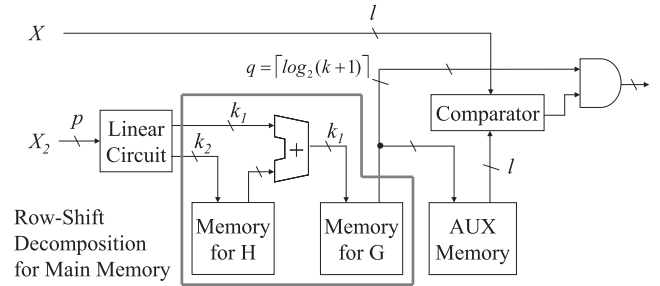 X
l
q=⌈log₂(k+1)⌉
Comparator
X₂
p
Linear
Circuit
k₁
k₂
+
k₁
l
Memory
for H
Memory
for G
AUX
Memory
Row-Shift
Decomposition
for Main Memory